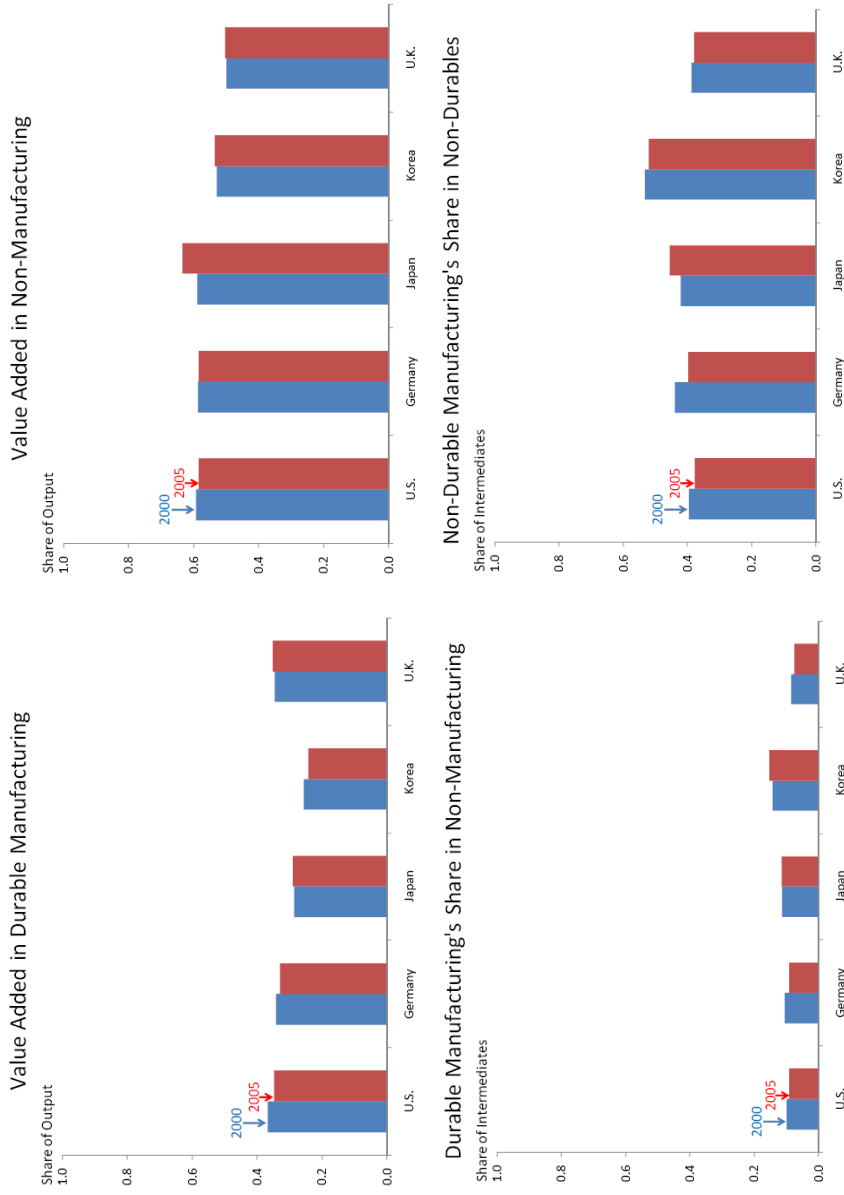 Value Added in Durable Manufacturing
Share of Output
1.0
0.8
0.6
0.4
0.2
0.0
2000
2005
U.S.
Germany
Japan
Korea
U.K.
Value Added in Non-Manufacturing
Share of Output
1.0
0.8
0.6
0.4
0.2
0.0
2000
2005
U.S.
Germany
Japan
Korea
U.K.
Durable Manufacturing's Share in Non-Manufacturing
Share of Intermediates
1.0
0.8
0.6
0.4
0.2
0.0
2000
2005
U.S.
Germany
Japan
Korea
U.K.
Non-Durable Manufacturing's Share in Non-Durables
Share of Intermediates
1.0
0.8
0.6
0.4
0.2
0.0
2000
2005
U.S.
Germany
Japan
Korea
U.K.